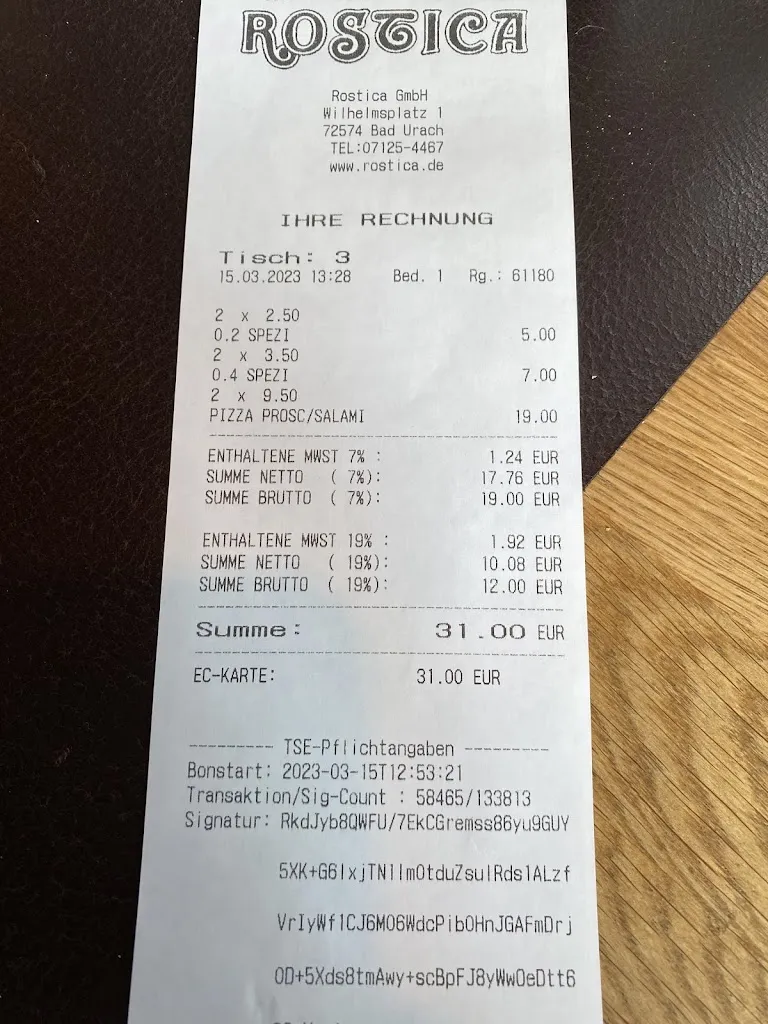 ROSTICA
Rostica GmbH
Wilhelmsplatz 1
72574 Bad Urach
TEL:07125-4467
www.rostica.de
IHRE RECHNUNG
Tisch: 3
15.03.2023 13:28 Bed. 1 Rg.: 61180
2 x 2.50
0.2 SPEZI 5.00
2 x 3.50
0.4 SPEZI 7.00
2 x 9.50
PIZZA PROSC/SALAMI 19.00
ENTHALTENE MWST 7% : 1.24 EUR
SUMME NETTO ( 7%): 17.76 EUR
SUMME BRUTTO ( 7%): 19.00 EUR
ENTHALTENE MWST 19% : 1.92 EUR
SUMME NETTO ( 19%): 10.08 EUR
SUMME BRUTTO ( 19%): 12.00 EUR
Summe: 31.00 EUR
EC-KARTE: 31.00 EUR
--------- TSE-Pflichtangaben ---------
Bonstart: 2023-03-15T12:53:21
Transaktion/Sig-Count : 58465/133813
Signatur: RkdJyb8QWFU/7EkCGremss86yu9GUY
5XK+G6lxjTN1lmOtduZsulRds1ALzf
VrIyWf1CJ6M06WdcPib0HnJGAFmDrj
0D+5Xds8tmAwy+scBpFJ8yWw0eDtt6